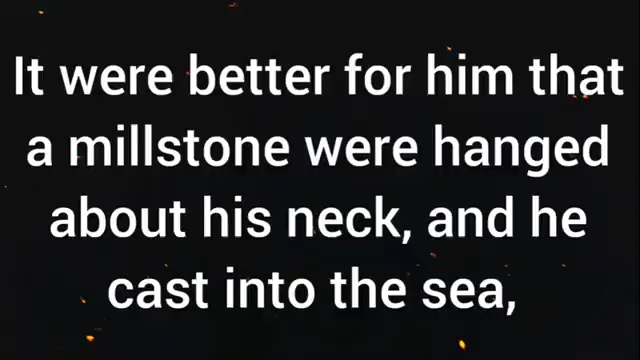 It were better for him that
a millstone were hanged
about his neck, and he
cast into the sea,